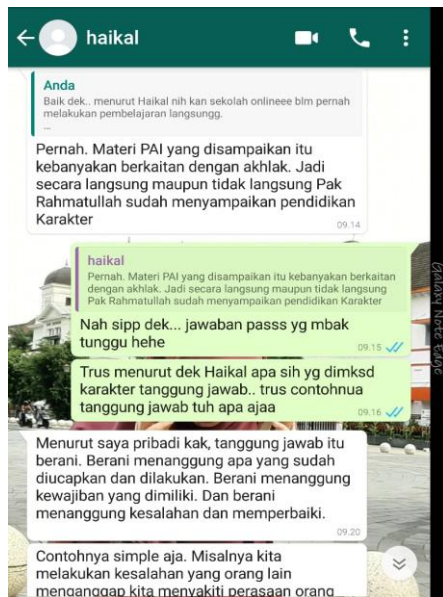 haikal
Anda
Baik dek.. menurut Haikal nih kan sekolah onlineee blm pernah
melakukan pembelajaran langsungg.
...
Pernah. Materi PAI yang disampaikan itu
kebanyakan berkaitan dengan akhlak. Jadi
secara langsung maupun tidak langsung Pak
Rahmatullah sudah menyampaikan pendidikan
Karakter
09.14
haikal
Pernah. Materi PAI yang disampaikan itu kebanyakan berkaitan
dengan akhlak. Jadi secara langsung maupun tidak langsung
Pak Rahmatullah sudah menyampaikan pendidikan Karakter
Nah sipp dek... jawaban passs yg mbak
tunggu hehe
09.15
Trus menurut dek Haikal apa sih yg dimksd
karakter tanggung jawab.. trus contohnua
tanggung jawab tuh apa ajaa
09.16
Menurut saya pribadi kak, tanggung jawab itu
berani. Berani menanggung apa yang sudah
diucapkan dan dilakukan. Berani menanggung
kewajiban yang dimiliki. Dan berani
menanggung kesalahan dan memperbaiki.
09.20
Contohnya simple aja. Misalnya kita
melakukan kesalahan yang orang lain
menganggap kita menyakiti perasaan orang
Galaxy Note Edge